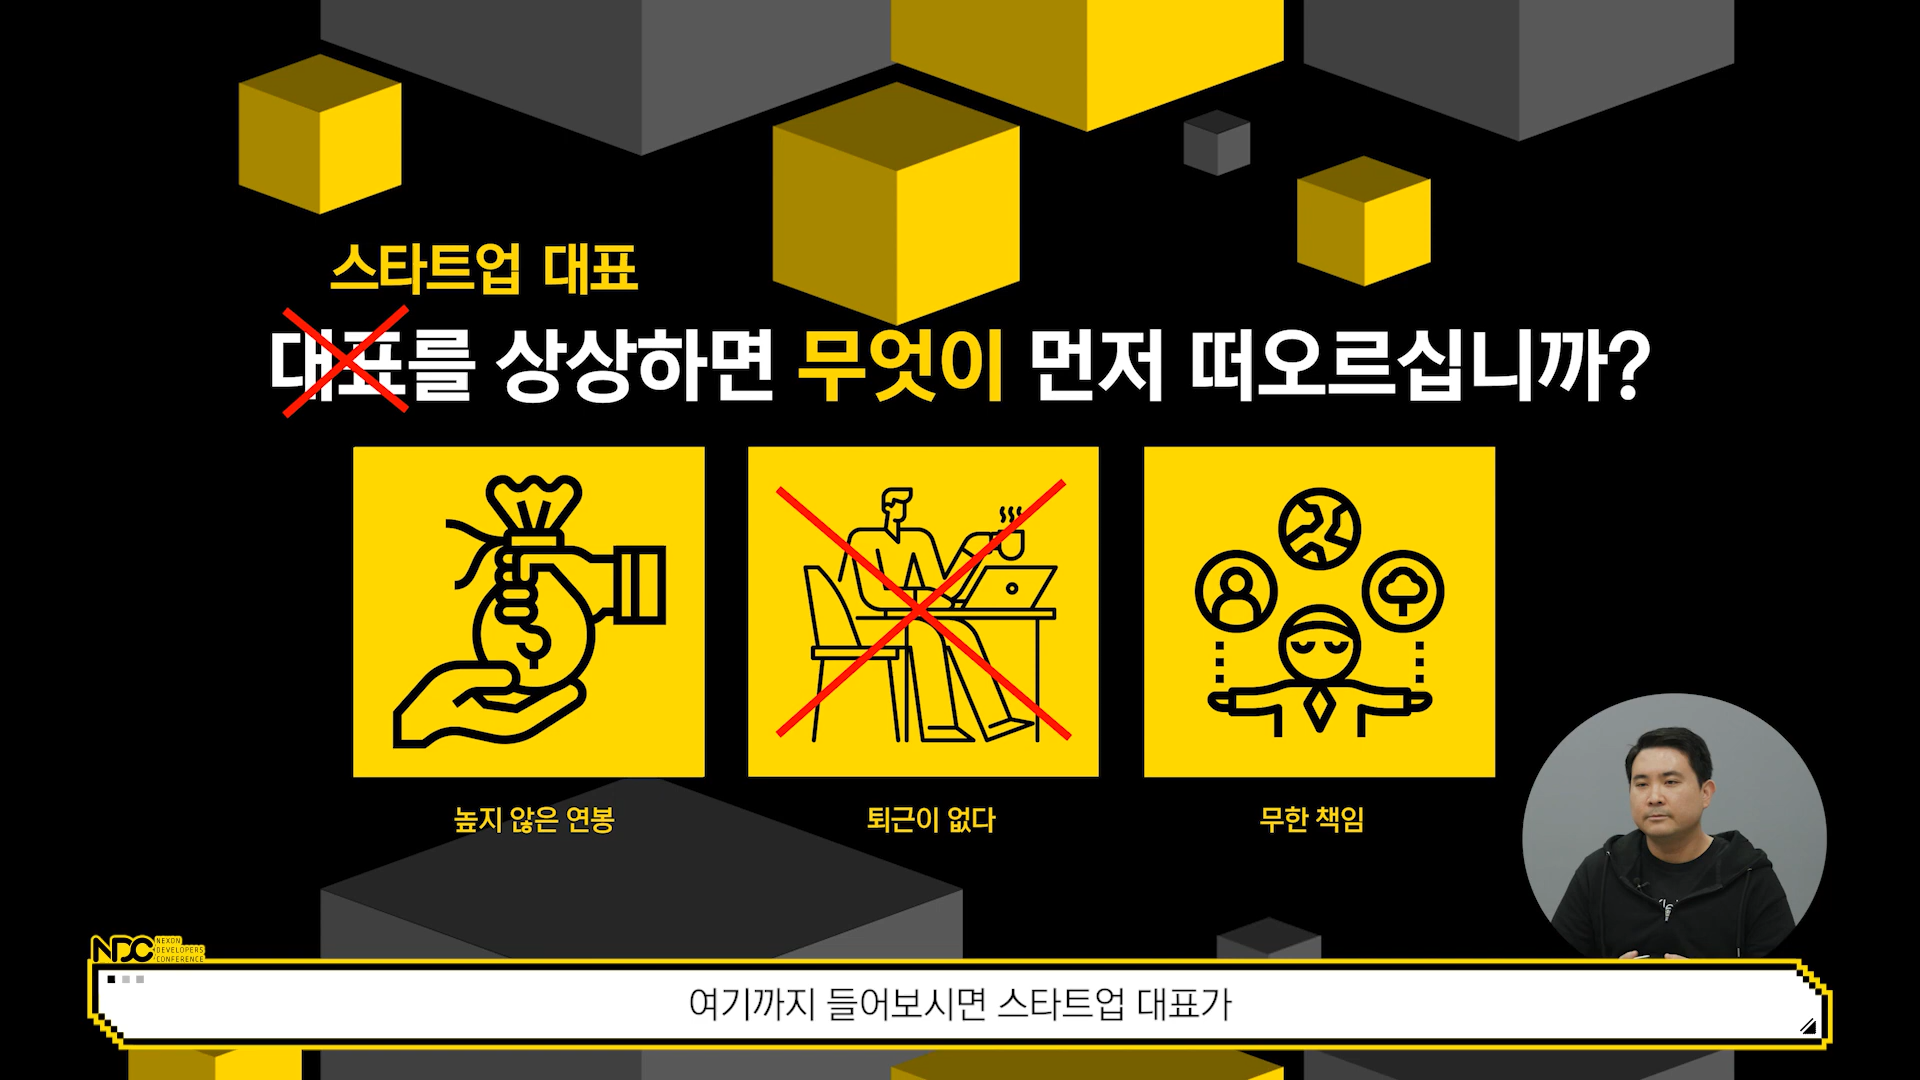 스타트업 대표
대표를 상상하면 무엇이 먼저 떠오르십니까?
높지 않은 연봉
퇴근이 없다
무한 책임
NDC NEXON
DEVELOPERS
CONFERENCE
여기까지 들어보시면 스타트업 대표가